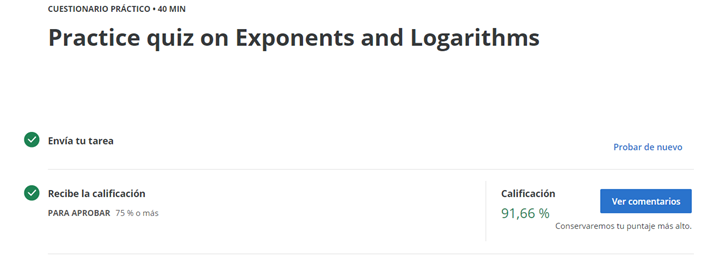 CUESTIONARIO PRÁCTICO • 40 MIN
Practice quiz on Exponents and Logarithms
Envía tu tarea
Probar de nuevo
Recibe la calificación
PARA APROBAR 75 % o más
Calificación
91,66 %
Ver comentarios
Conservaremos tu puntaje más alto.